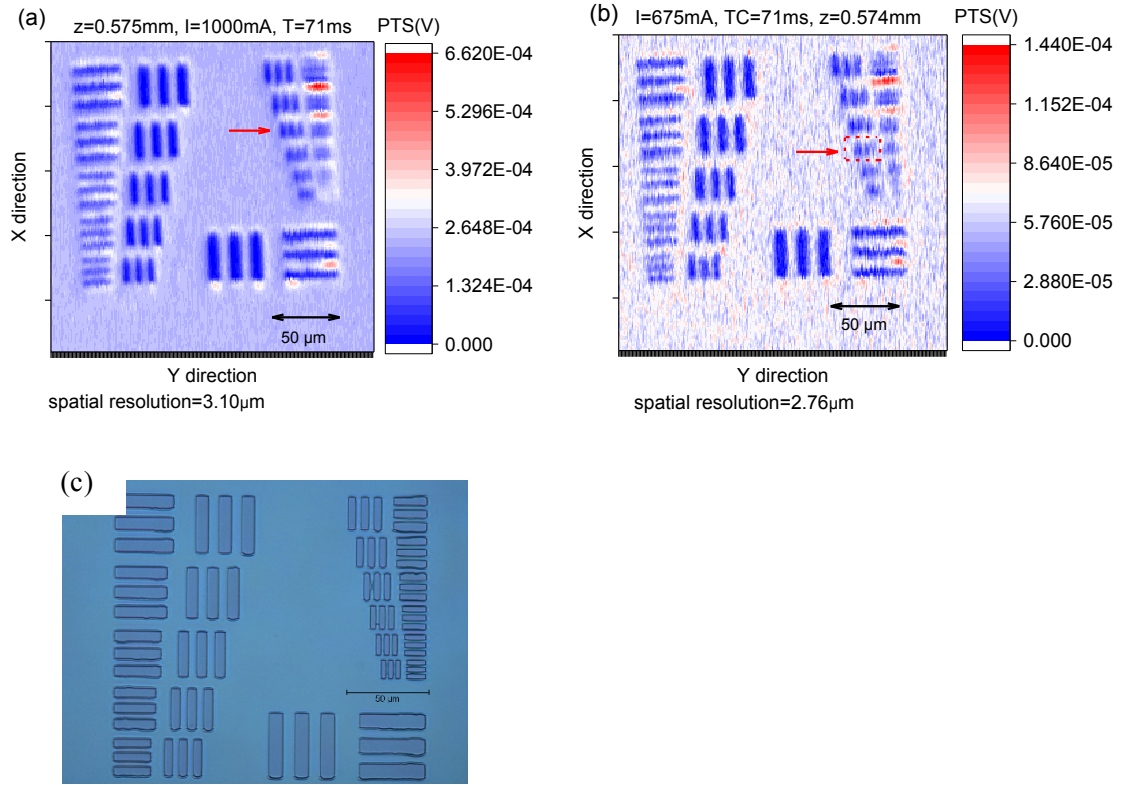 (a)
z=0.575mm, I=1000mA, T=71ms
PTS(V)
6.620E-04
5.296E-04
3.972E-04
2.648E-04
1.324E-04
0.000
X direction
50 µm
Y direction
spatial resolution=3.10µm
(b)
I=675mA, TC=71ms, z=0.574mm
PTS(V)
1.440E-04
1.152E-04
8.640E-05
5.760E-05
2.880E-05
0.000
X direction
50 µm
Y direction
spatial resolution=2.76µm
(c)
50 µm